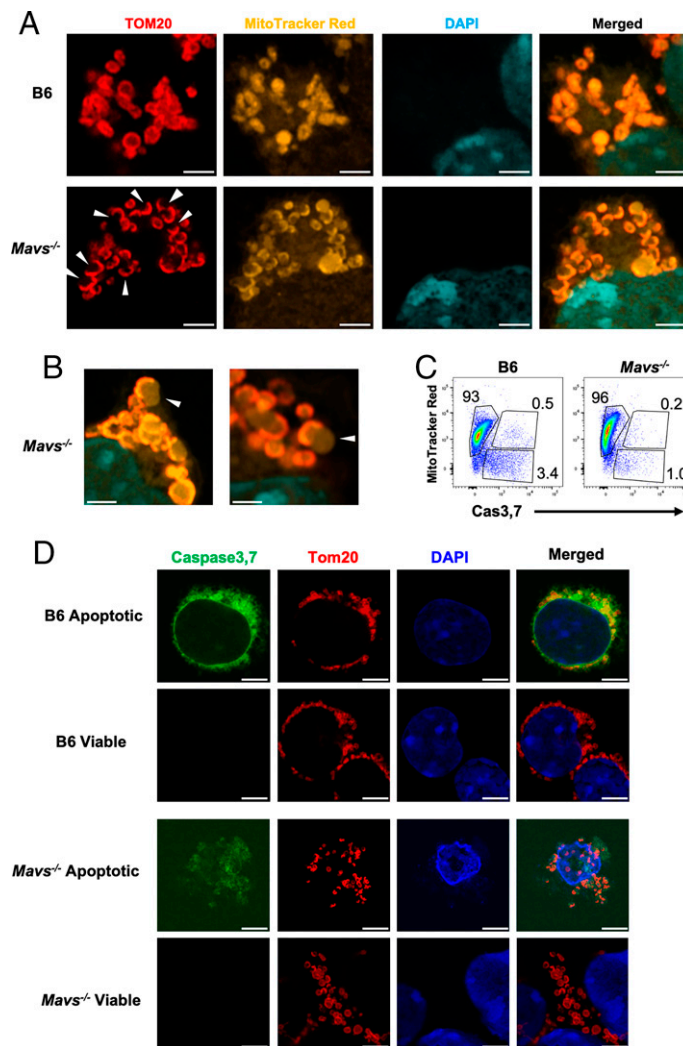 A
TOM20 MitoTracker Red DAPI Merged
B6
Mavs-/-
B
Mavs-/-
C
B6 Mavs-/-
MitoTracker Red
93 0.5 96 0.2
3.4 1.0
Cas3,7
D
Caspase3,7 Tom20 DAPI Merged
B6 Apoptotic
B6 Viable
Mavs-/- Apoptotic
Mavs-/- Viable